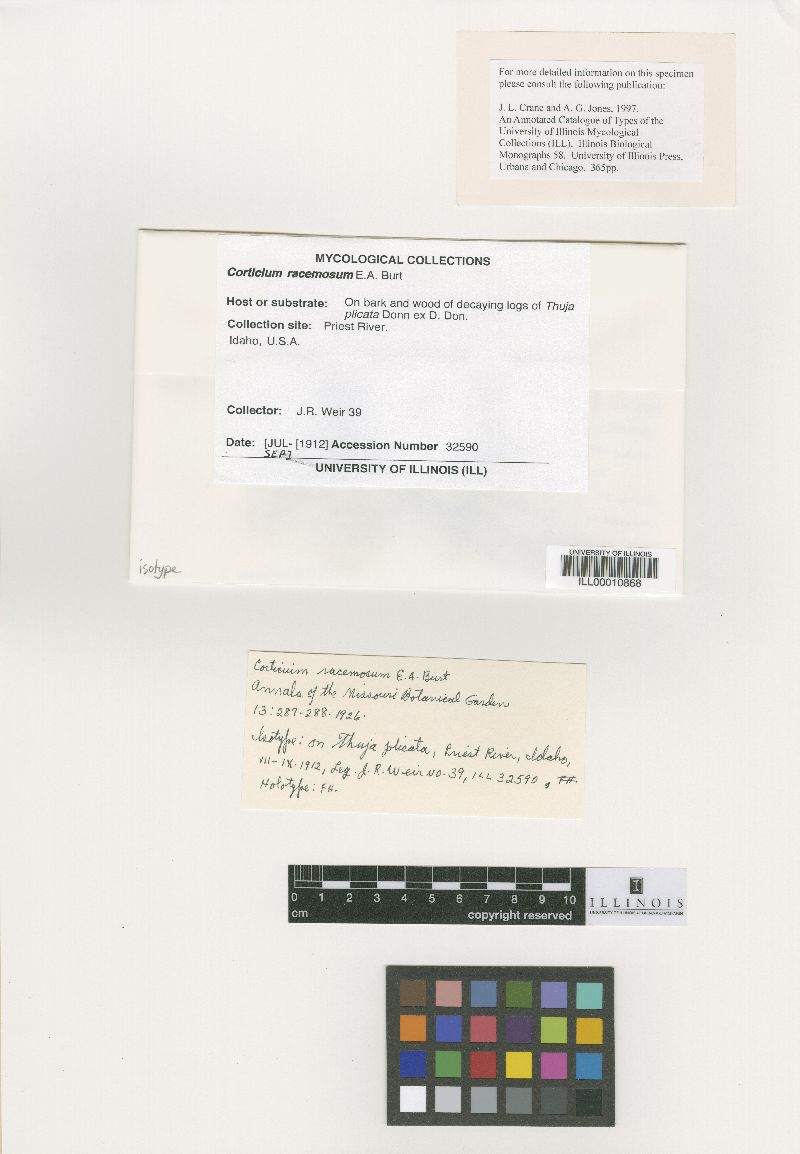 For more detailed information on this specimen
please consult the following publication:
J. L. Crane and A. G. Jones, 1997.
An Annotated Catalogue of Types of the
University of Illinois Mycological
Collections (ILL). Illinois Biological
Monographs 58. University of Illinois Press,
Urbana and Chicago. 365pp.
MYCOLOGICAL COLLECTIONS
Corticium racemosum E.A. Burt
Host or substrate: On bark and wood of decaying logs of Thuja
plicata Donn ex D. Don.
Collection site: Priest River.
Idaho, U.S.A.
Collector: J.R. Weir 39
Date: [JUL- [1912] Accession Number 32590
SEP]
UNIVERSITY OF ILLINOIS (ILL)
isotype
UNIVERSITY OF ILLINOIS
ILL00010868
Corticium racemosum E.A. Burt
Annals of the Missouri Botanical Garden
13:287-288. 1926.
Isotype: on Thuja plicata, Priest River, Idaho,
VII-IX-1912, Leg. J.R. Weir no. 39, ILL 32590, FH.
Holotype: FH.
0 1 2 3 4 5 6 7 8 9 10
cm copyright reserved
I
ILLINOIS
UNIVERSITY OF ILLINOIS AT URBANA-CHAMPAIGN